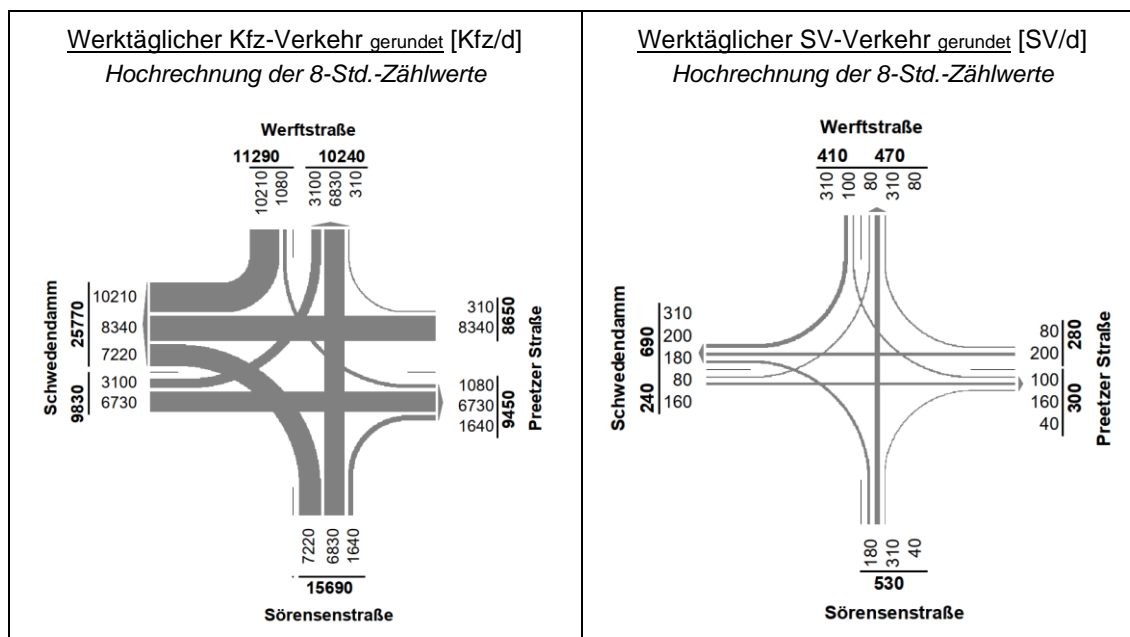 Werktäglicher Kfz-Verkehr gerundet [Kfz/d]
Hochrechnung der 8-Std.-Zählwerte
Werftstraße
11290 10240
10210 1080 3100 6830 310
Schwedendamm
25770
10210
8340
7220
9830
3100
6730
310
8340
8650
1080
6730
1640
9450
Preetzer Straße
7220 6830 1640
15690
Sörensenstraße
Werktäglicher SV-Verkehr gerundet [SV/d]
Hochrechnung der 8-Std.-Zählwerte
Werftstraße
410 470
310 100 80 310 80
Schwedendamm
690
310
200
180
240
80
160
80
200
280
100
160
40
300
Preetzer Straße
180 310 40
530
Sörensenstraße